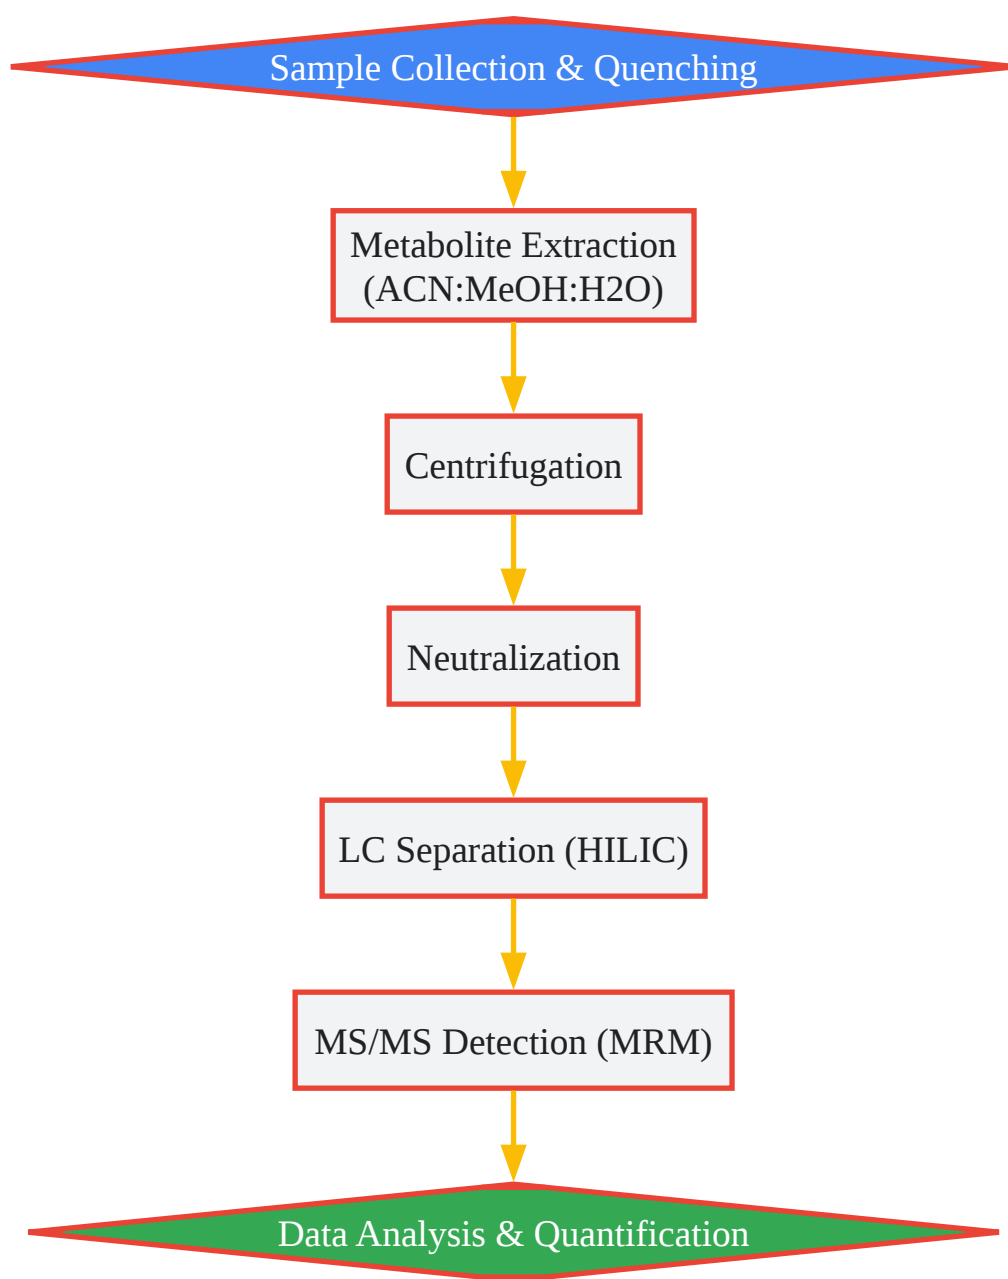 Sample Collection & Quenching
Metabolite Extraction
(ACN:MeOH:H2O)
Centrifugation
Neutralization
LC Separation (HILIC)
MS/MS Detection (MRM)
Data Analysis & Quantification